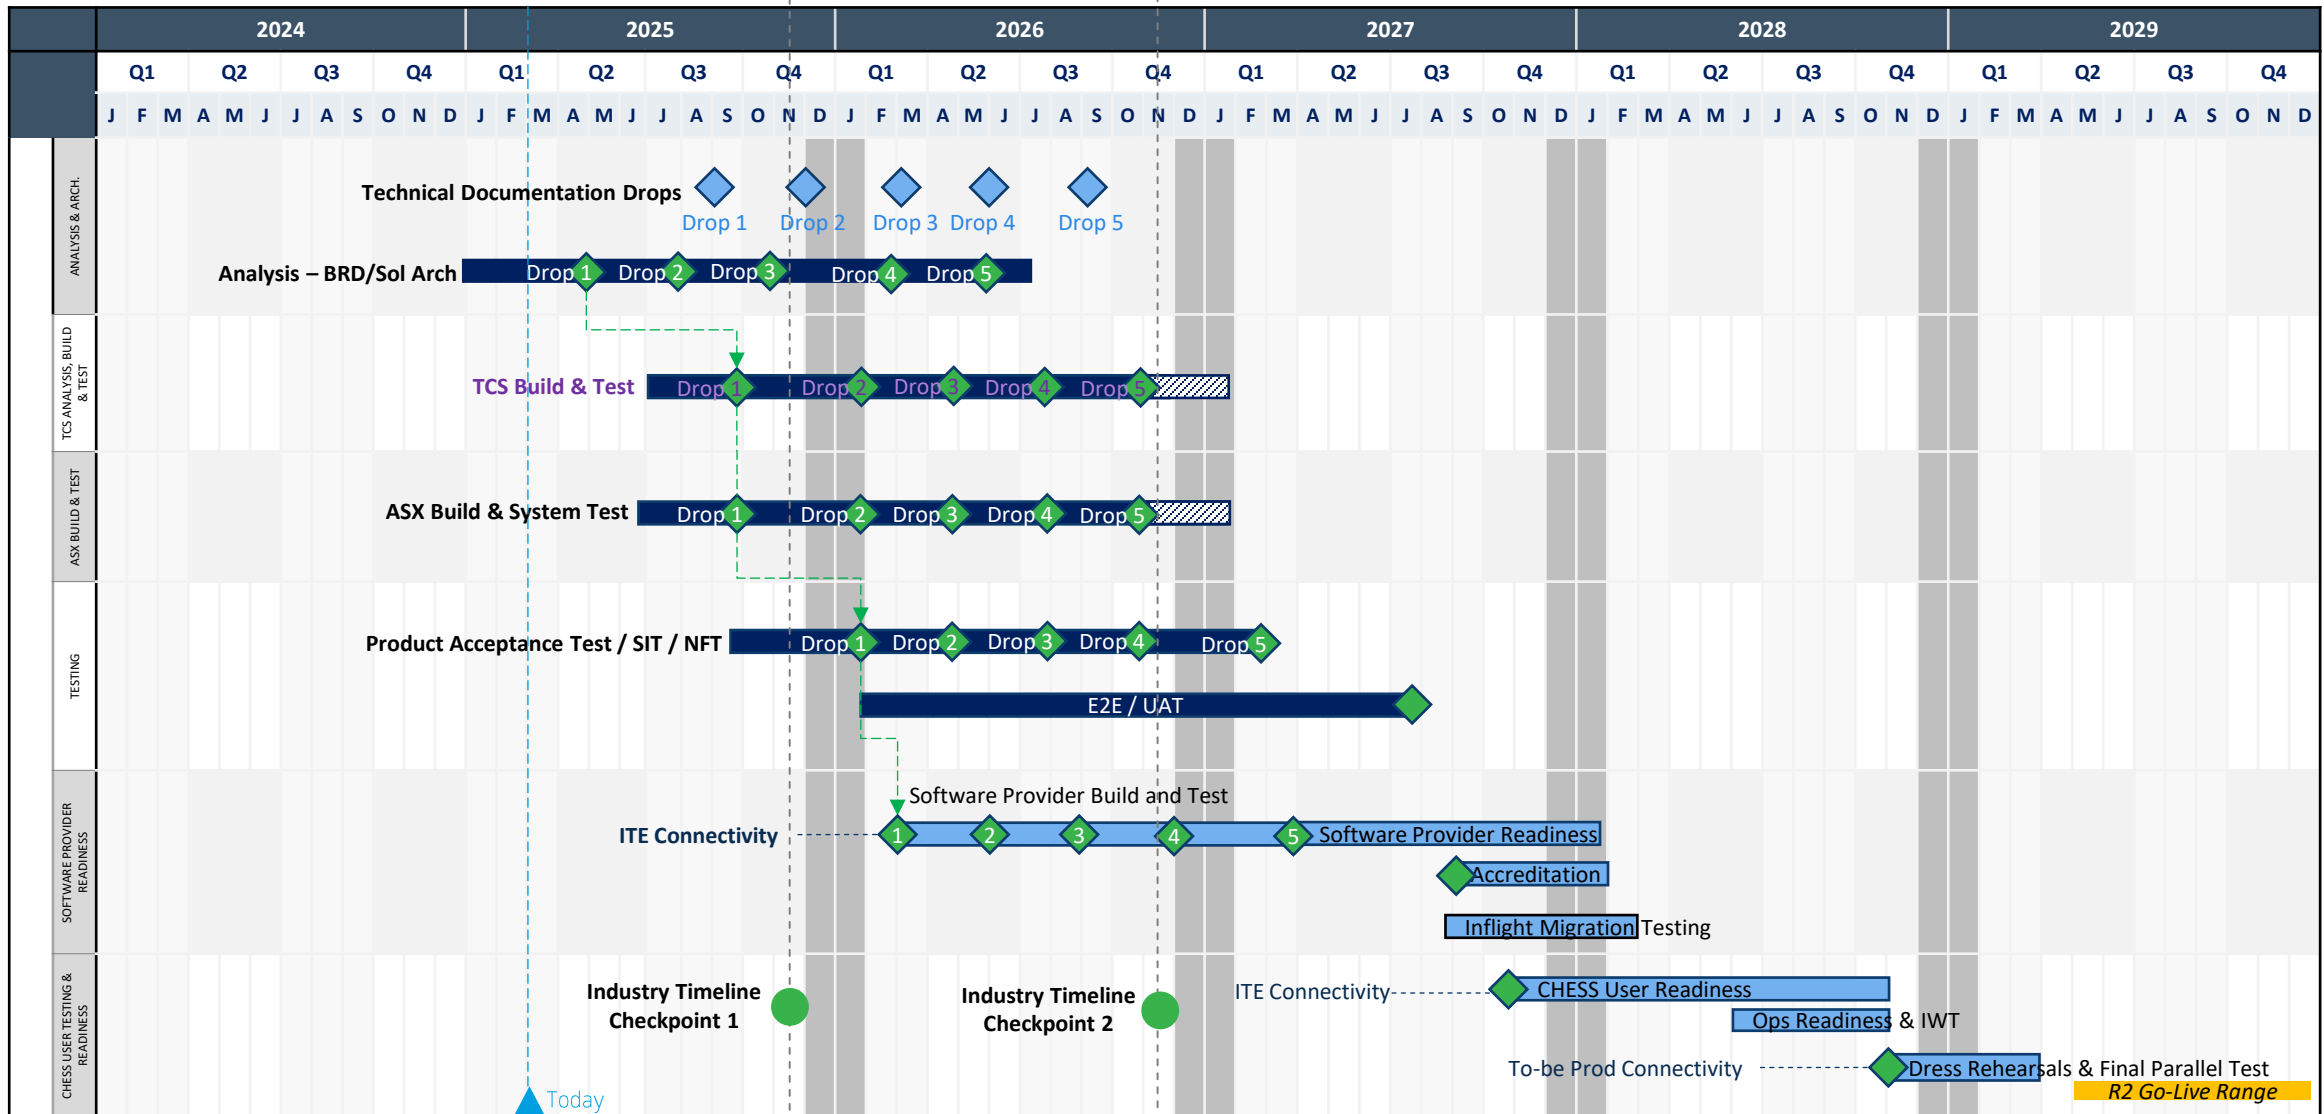 2024 2025 2026 2027 2028 2029
Q1 Q2 Q3 Q4 Q1 Q2 Q3 Q4 Q1 Q2 Q3 Q4 Q1 Q2 Q3 Q4 Q1 Q2 Q3 Q4 Q1 Q2 Q3 Q4
J F M A M J J A S O N D J F M A M J J A S O N D J F M A M J J A S O N D J F M A M J J A S O N D J F M A M J J A S O N D J F M A M J J A S O N D
ANALYSIS & ARCH.
Technical Documentation Drops
Drop 1 Drop 2 Drop 3 Drop 4 Drop 5
Analysis – BRD/Sol Arch Drop 1 Drop 2 Drop 3 Drop 4 Drop 5
TCS ANALYSIS, BUILD
& TEST
TCS Build & Test Drop 1 Drop 2 Drop 3 Drop 4 Drop 5
ASX BUILD & TEST
ASX Build & System Test Drop 1 Drop 2 Drop 3 Drop 4 Drop 5
TESTING
Product Acceptance Test / SIT / NFT Drop 1 Drop 2 Drop 3 Drop 4 Drop 5
E2E / UAT
SOFTWARE PROVIDER
READINESS
Software Provider Build and Test
ITE Connectivity 1 2 3 4 5 Software Provider Readiness
Accreditation
Inflight Migration Testing
CHESS USER TESTING &
READINESS
Industry Timeline
Checkpoint 1
Industry Timeline
Checkpoint 2
ITE Connectivity CHESS User Readiness
Ops Readiness & IWT
To-be Prod Connectivity Dress Rehearsals & Final Parallel Test
R2 Go-Live Range
Today